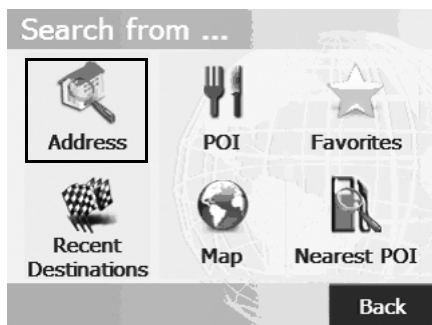 Search from ...
Address
POI
Favorites
Recent
Destinations
Map
Nearest POI
Back